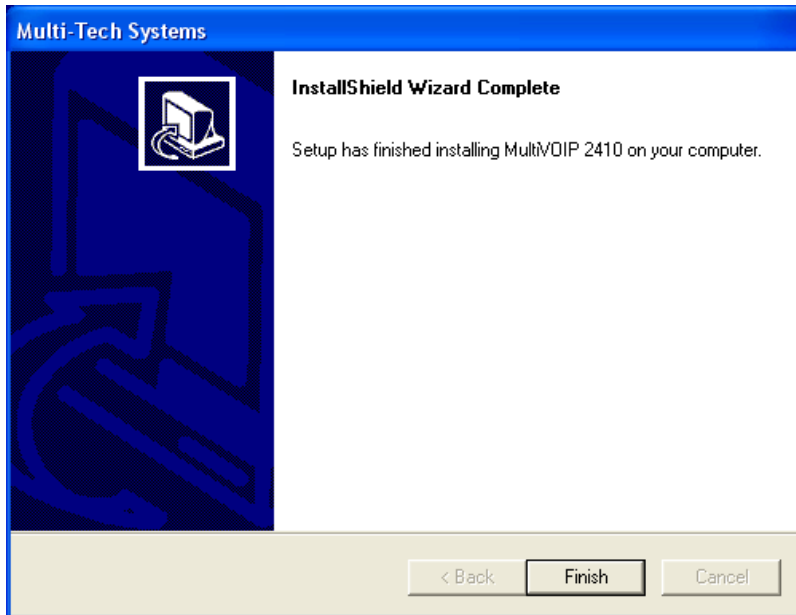 Multi-Tech Systems
InstallShield Wizard Complete
Setup has finished installing MultiVOIP 2410 on your computer.
< Back
Finish
Cancel